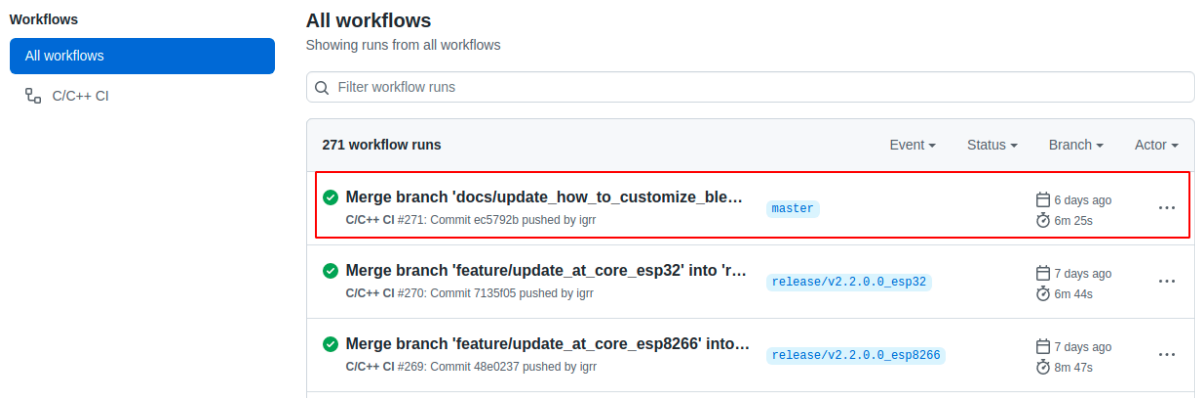 Workflows
All workflows
C/C++ CI
All workflows
Showing runs from all workflows
Filter workflow runs
271 workflow runs Event Status Branch Actor
Merge branch 'docs/update_how_to_customize_ble...
C/C++ CI #271: Commit ec5792b pushed by igrr
master
6 days ago
6m 25s
Merge branch 'feature/update_at_core_esp32' into 'r...
C/C++ CI #270: Commit 7135f05 pushed by igrr
release/v2.2.0.0_esp32
7 days ago
6m 44s
Merge branch 'feature/update_at_core_esp8266' into...
C/C++ CI #269: Commit 48e0237 pushed by igrr
release/v2.2.0.0_esp8266
7 days ago
8m 47s